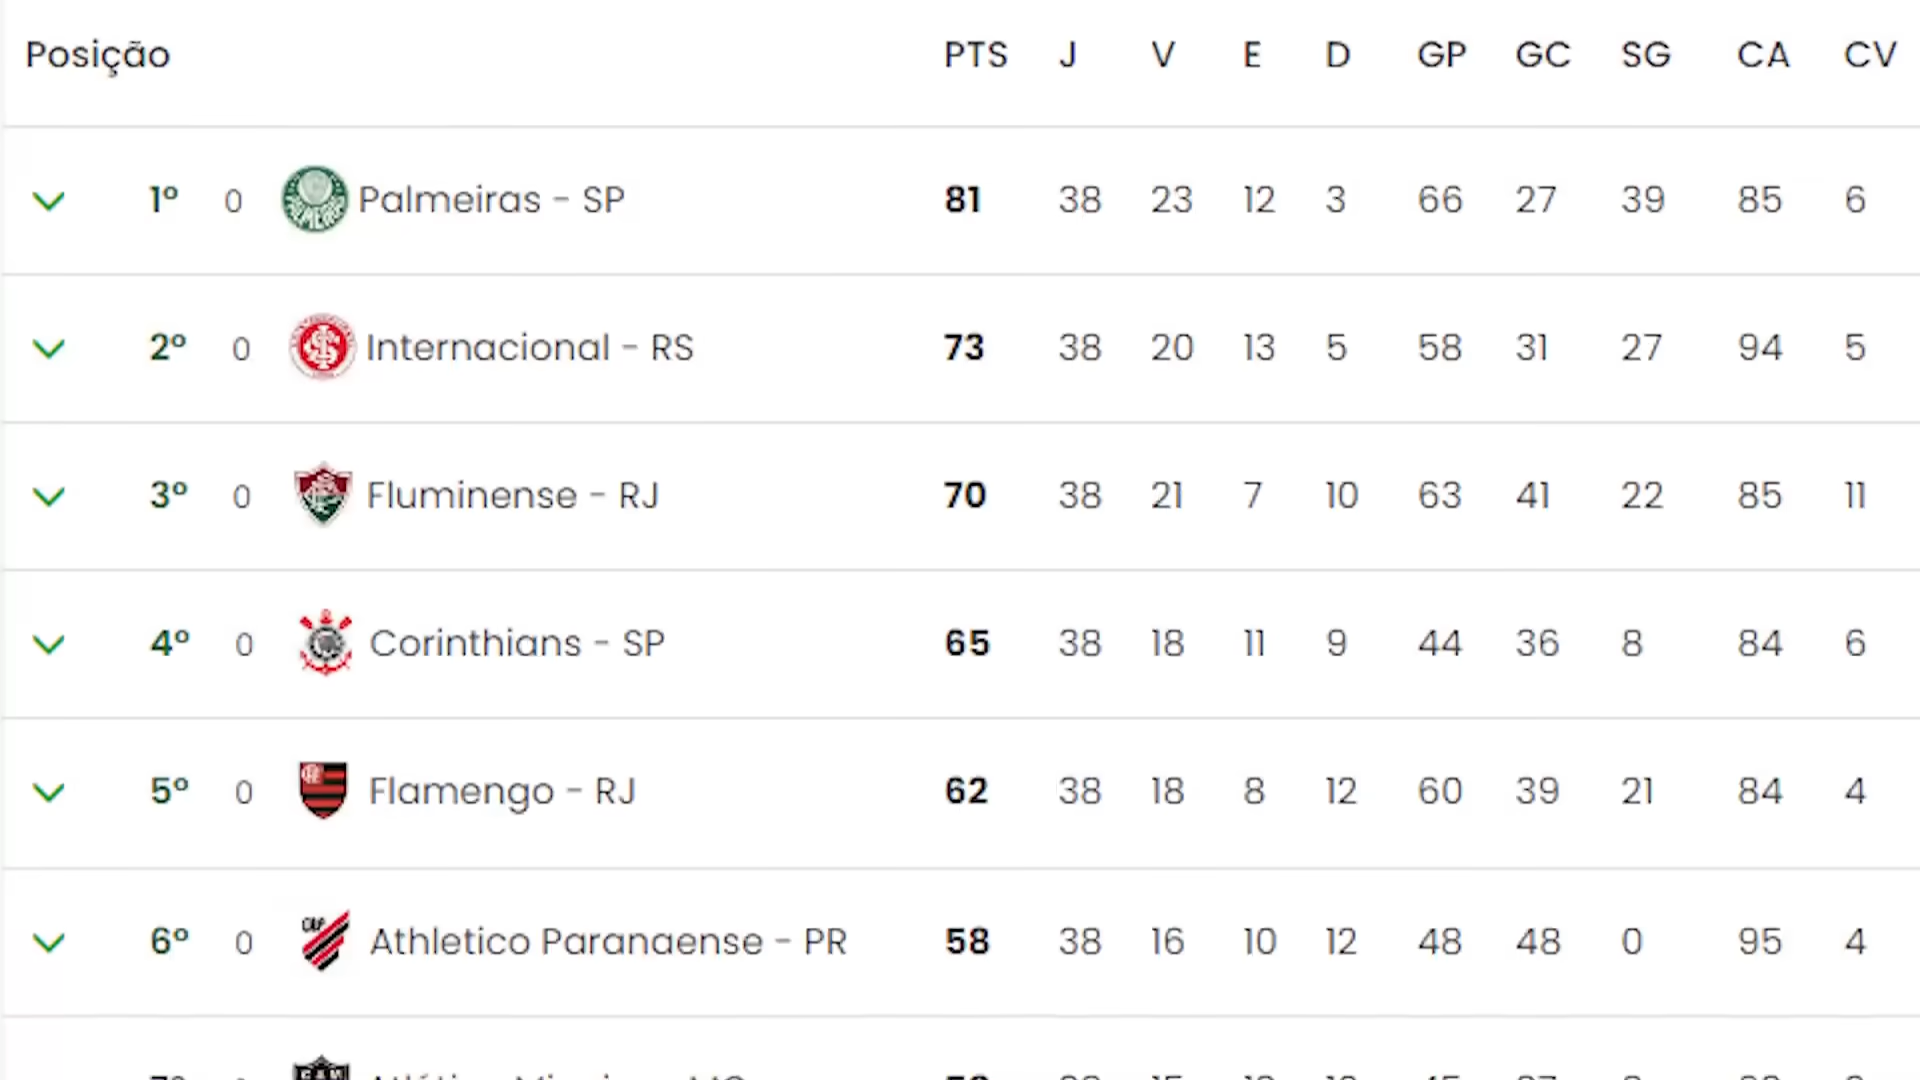 Posição PTS J V E D GP GC SG CA CV
1º 0 Palmeiras - SP 81 38 23 12 3 66 27 39 85 6
2º 0 Internacional - RS 73 38 20 13 5 58 31 27 94 5
3º 0 Fluminense - RJ 70 38 21 7 10 63 41 22 85 11
4º 0 Corinthians - SP 65 38 18 11 9 44 36 8 84 6
5º 0 Flamengo - RJ 62 38 18 8 12 60 39 21 84 4
6º 0 Athletico Paranaense - PR 58 38 16 10 12 48 48 0 95 4